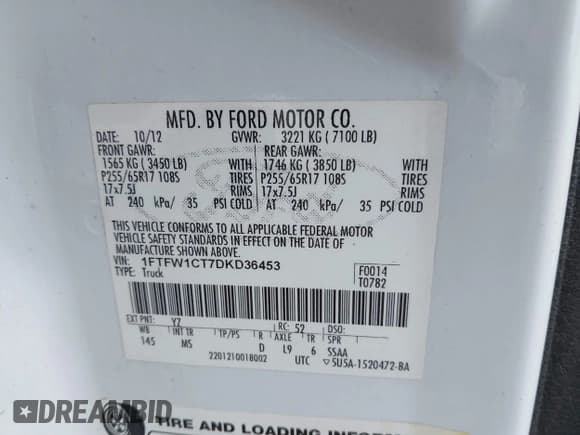 MFD. BY FORD MOTOR CO.
DATE: 10/12 GVWR: 3221 KG ( 7100 LB)
FRONT GAWR: REAR GAWR:
1565 KG ( 3450 LB) WITH 1746 KG ( 3850 LB) WITH
P255/65R17 108S TIRES P255/65R17 108S TIRES
17x7.5J RIMS 17x7.5J RIMS
AT 240 kPa/ 35 PSI COLD AT 240 kPa/ 35 PSI COLD
THIS VEHICLE CONFORMS TO ALL APPLICABLE FEDERAL MOTOR
VEHICLE SAFETY STANDARDS IN EFFECT ON THE DATE OF
MANUFACTURE SHOWN ABOVE.
VIN: 1FTFW1CT7DKD36453 F0014
TYPE: Truck T0782
EXT PNT: YZ RC: 52 DSO:
WB INT TR TP/PS R AXLE TR SPR
145 MS D L9 6 SSAA
2201210018002 UTC ▽5U5A-1520472-BA
DREAMBID
TIRE AND LOADING INFORM